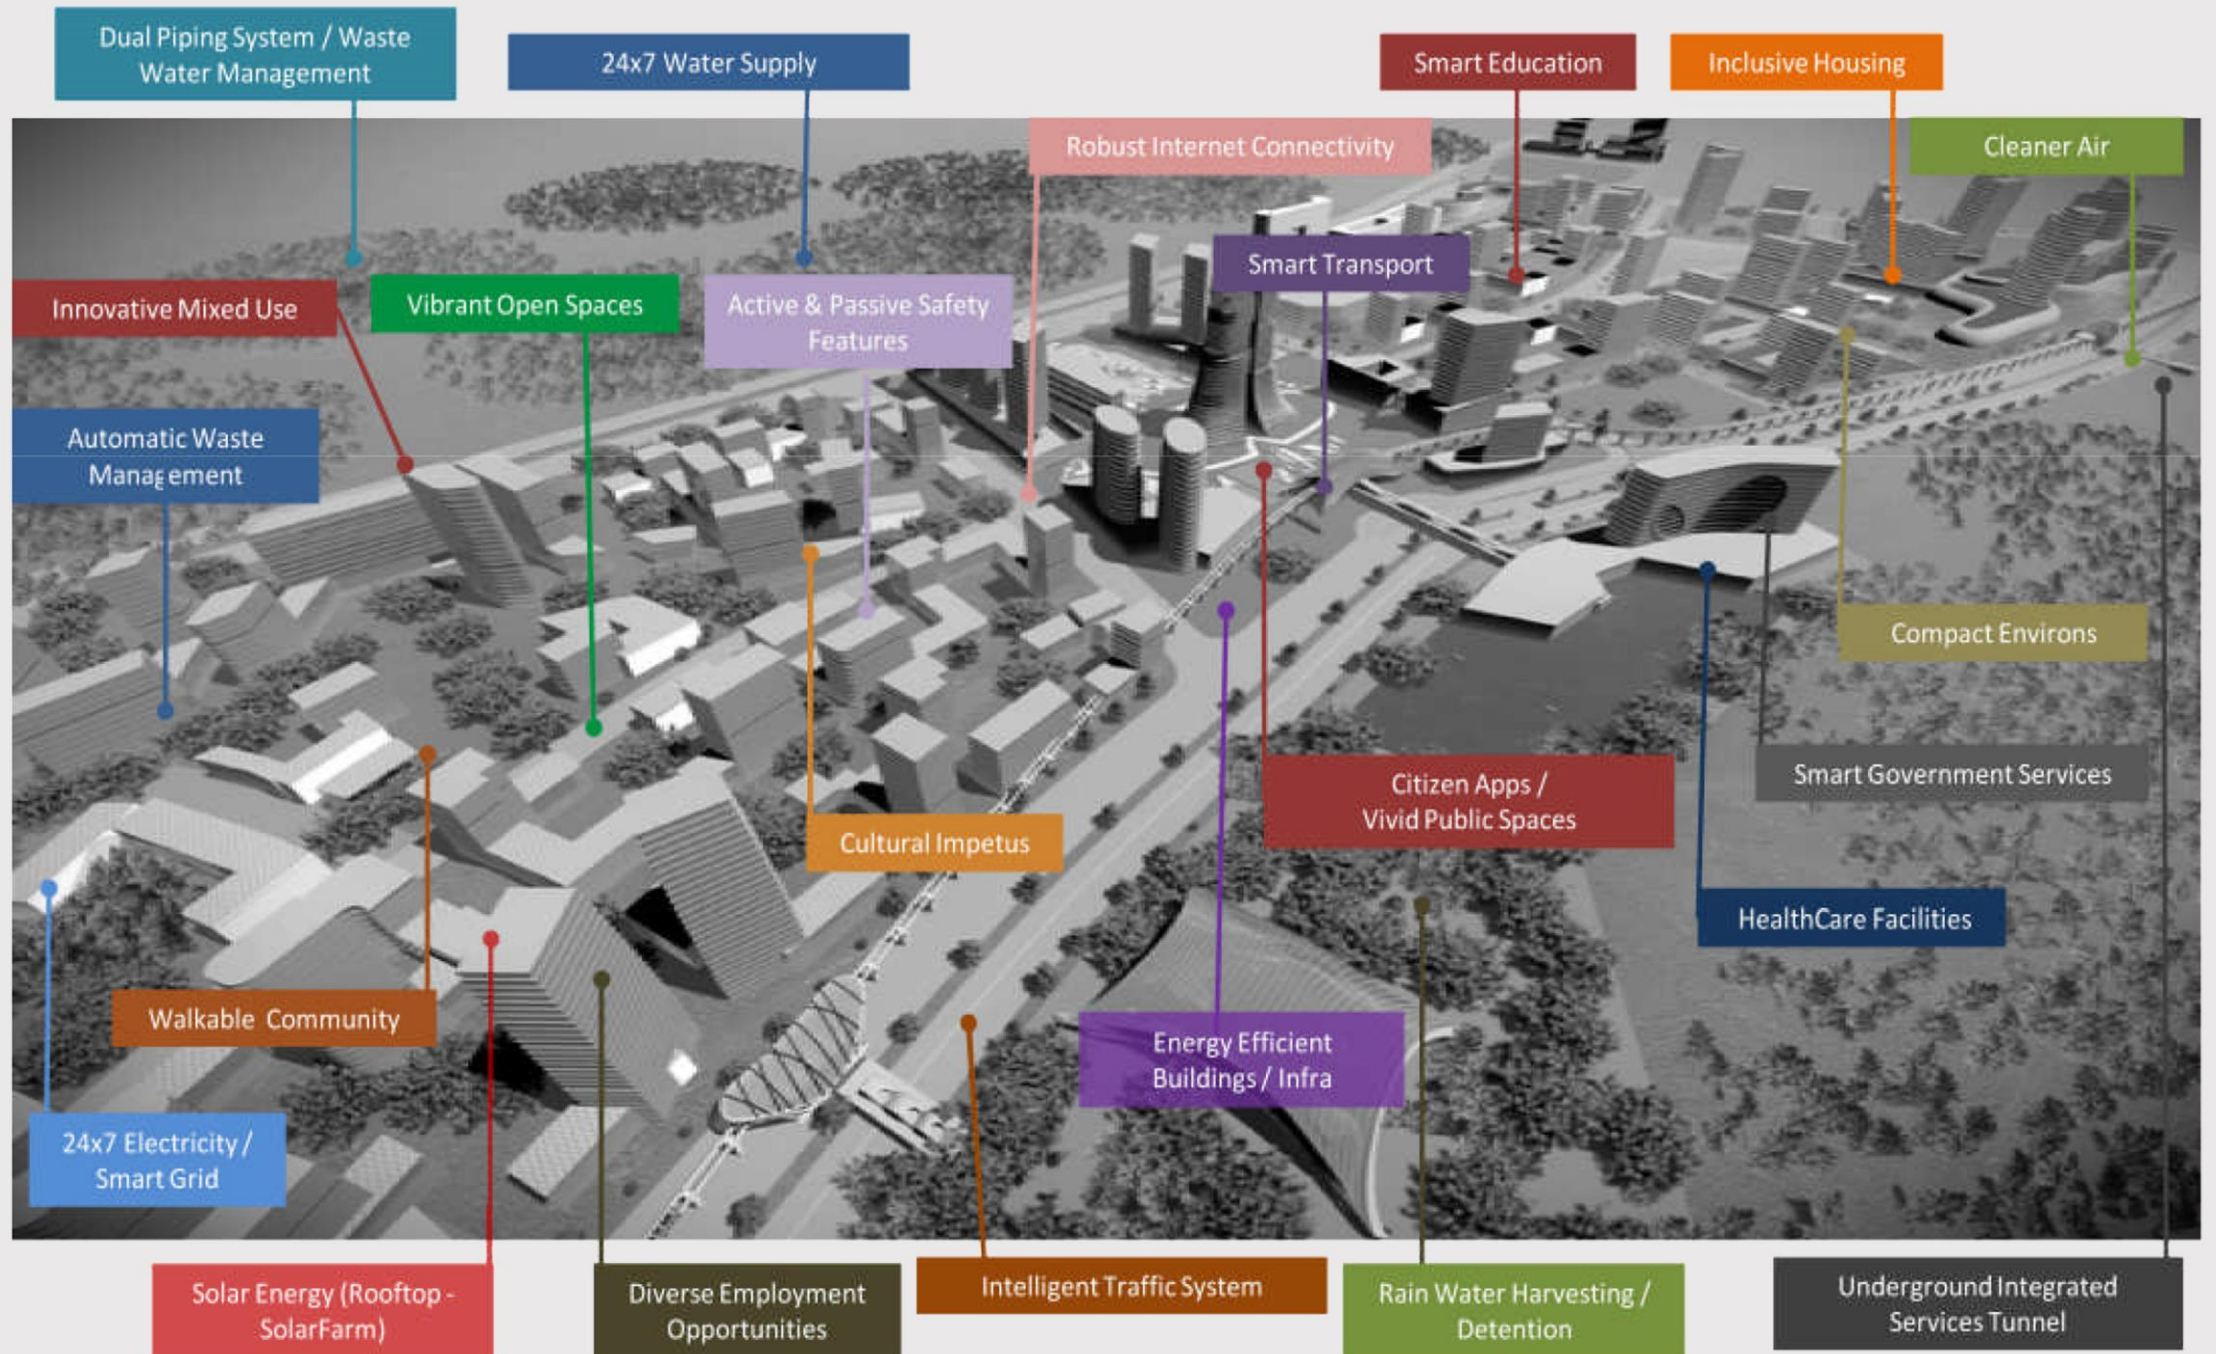 Dual Piping System / Waste
Water Management
24x7 Water Supply
Smart Education
Inclusive Housing
Robust Internet Connectivity
Cleaner Air
Smart Transport
Innovative Mixed Use
Vibrant Open Spaces
Active & Passive Safety
Features
Automatic Waste
Management
Compact Environs
Citizen Apps /
Vivid Public Spaces
Smart Government Services
Cultural Impetus
HealthCare Facilities
Walkable Community
Energy Efficient
Buildings / Infra
24x7 Electricity /
Smart Grid
Solar Energy (Rooftop -
SolarFarm)
Diverse Employment
Opportunities
Intelligent Traffic System
Rain Water Harvesting /
Detention
Underground Integrated
Services Tunnel